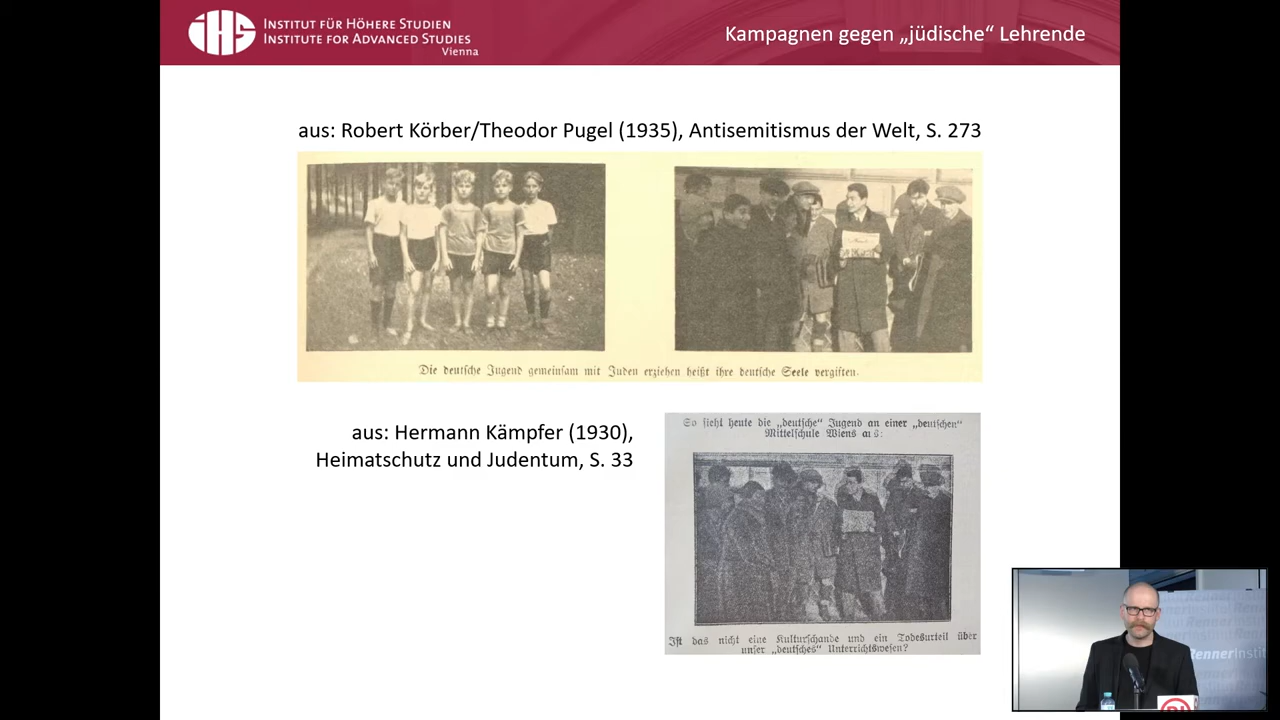 iHS
INSTITUT FÜR HÖHERE STUDIEN
INSTITUTE FOR ADVANCED STUDIES
Vienna
Kampagnen gegen „jüdische“ Lehrende
aus: Robert Körber/Theodor Pugel (1935), Antisemitismus der Welt, S. 273
Die deutsche Jugend gemeinsam mit Juden erziehen heißt ihre deutsche Seele vergiften.
aus: Hermann Kämpfer (1930),
Heimatschutz und Judentum, S. 33
So sieht heute die „deutsche“ Jugend an einer „deutschen“
Mittelschule Wiens aus:
Ist das nicht eine Kulturschande und ein Todesurteil über
unser „deutsches“ Unterrichtswesen?
RennerInstit